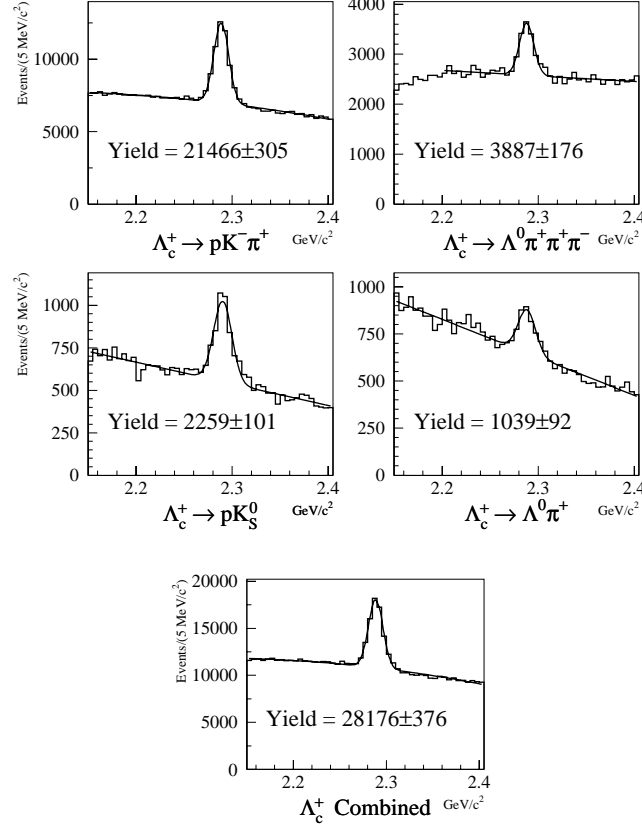 Events/(5 MeV/c²)
10000
5000
0
Yield = 21466±305
2.2
2.3
2.4
GeV/c²
Λc⁺ → pK⁻π⁺
4000
3000
2000
1000
0
Yield = 3887±176
2.2
2.3
2.4
GeV/c²
Λc⁺ → Λ⁰π⁺π⁺π⁻
Events/(5 MeV/c²)
1000
750
500
250
0
Yield = 2259±101
2.2
2.3
2.4
GeV/c²
Λc⁺ → pK⁰S
1000
750
500
250
0
Yield = 1039±92
2.2
2.3
2.4
GeV/c²
Λc⁺ → Λ⁰π⁺
Events/(5 MeV/c²)
20000
15000
10000
5000
0
Yield = 28176±376
2.2
2.3
2.4
GeV/c²
Λc⁺ Combined